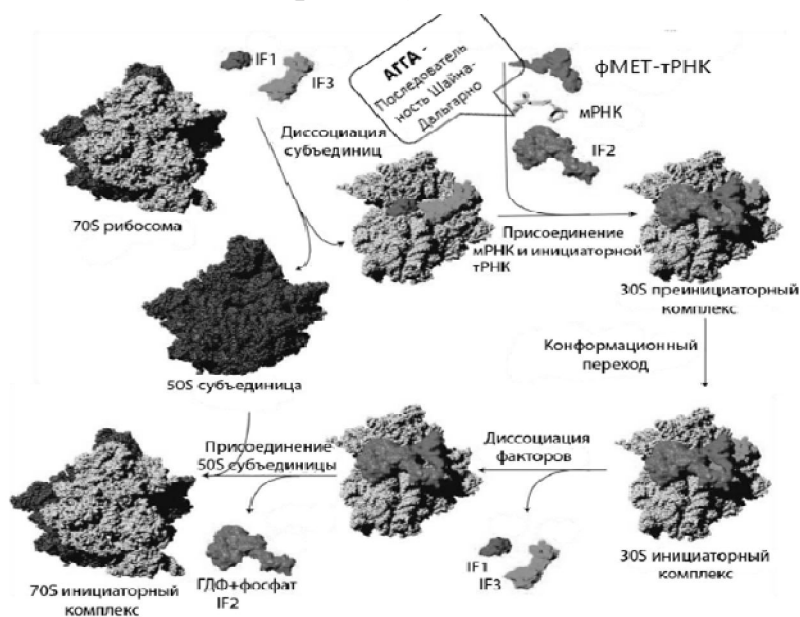 IF1
IF3
АГГА -
Последователь
ность Шайна-
Дальгарно
фМЕТ-тРНК
мРНК
IF2
Диссоциация
субъединиц
70S рибосома
Присоединение
мРНК и инициаторной
тРНК
30S преинициаторный
комплекс
Конформационный
переход
50S субъединица
Присоединение
50S субъединицы
Диссоциация
факторов
ГДФ+фосфат
IF2
IF1
IF3
70S инициаторный
комплекс
30S инициаторный
комплекс